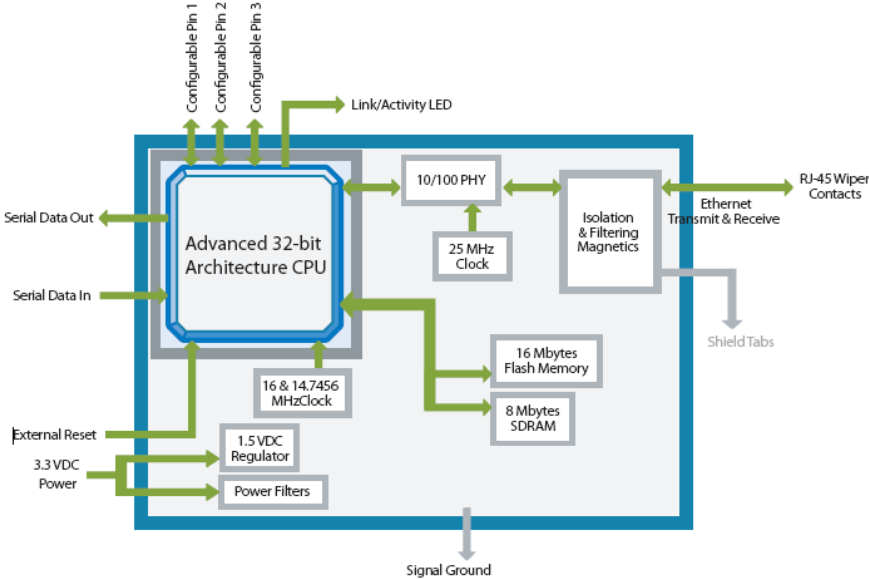 Configurable Pin 1
Configurable Pin 2
Configurable Pin 3
Link/Activity LED
10/100 PHY
RJ-45 Wiper
Contacts
Ethernet
Transmit & Receive
Isolation
& Filtering
Magnetics
Serial Data Out
Advanced 32-bit
Architecture CPU
25 MHz
Clock
Serial Data In
Shield Tabs
16 Mbytes
Flash Memory
16 & 14.7456
MHzClock
8 Mbytes
SDRAM
External Reset
1.5 VDC
Regulator
3.3 VDC
Power
Power Filters
Signal Ground